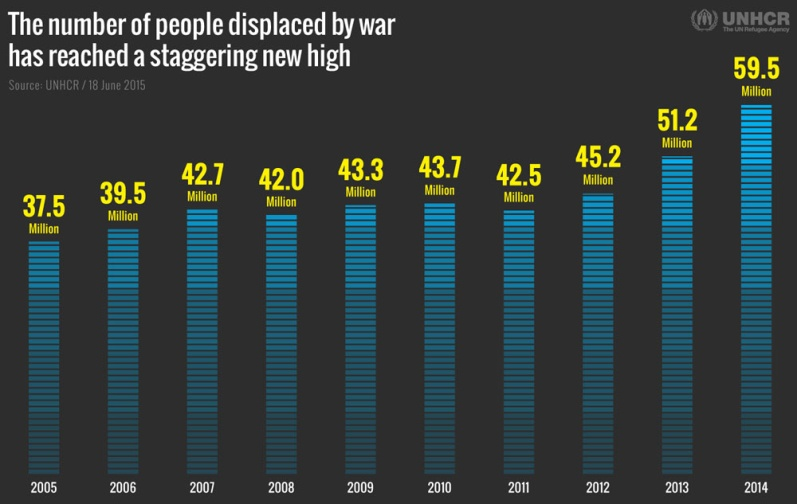 The number of people displaced by war
has reached a staggering new high
Source: UNHCR / 18 June 2015
UNHCR
The UN Refugee Agency
37.5
Million
39.5
Million
42.7
Million
42.0
Million
43.3
Million
43.7
Million
42.5
Million
45.2
Million
51.2
Million
59.5
Million
2005 2006 2007 2008 2009 2010 2011 2012 2013 2014